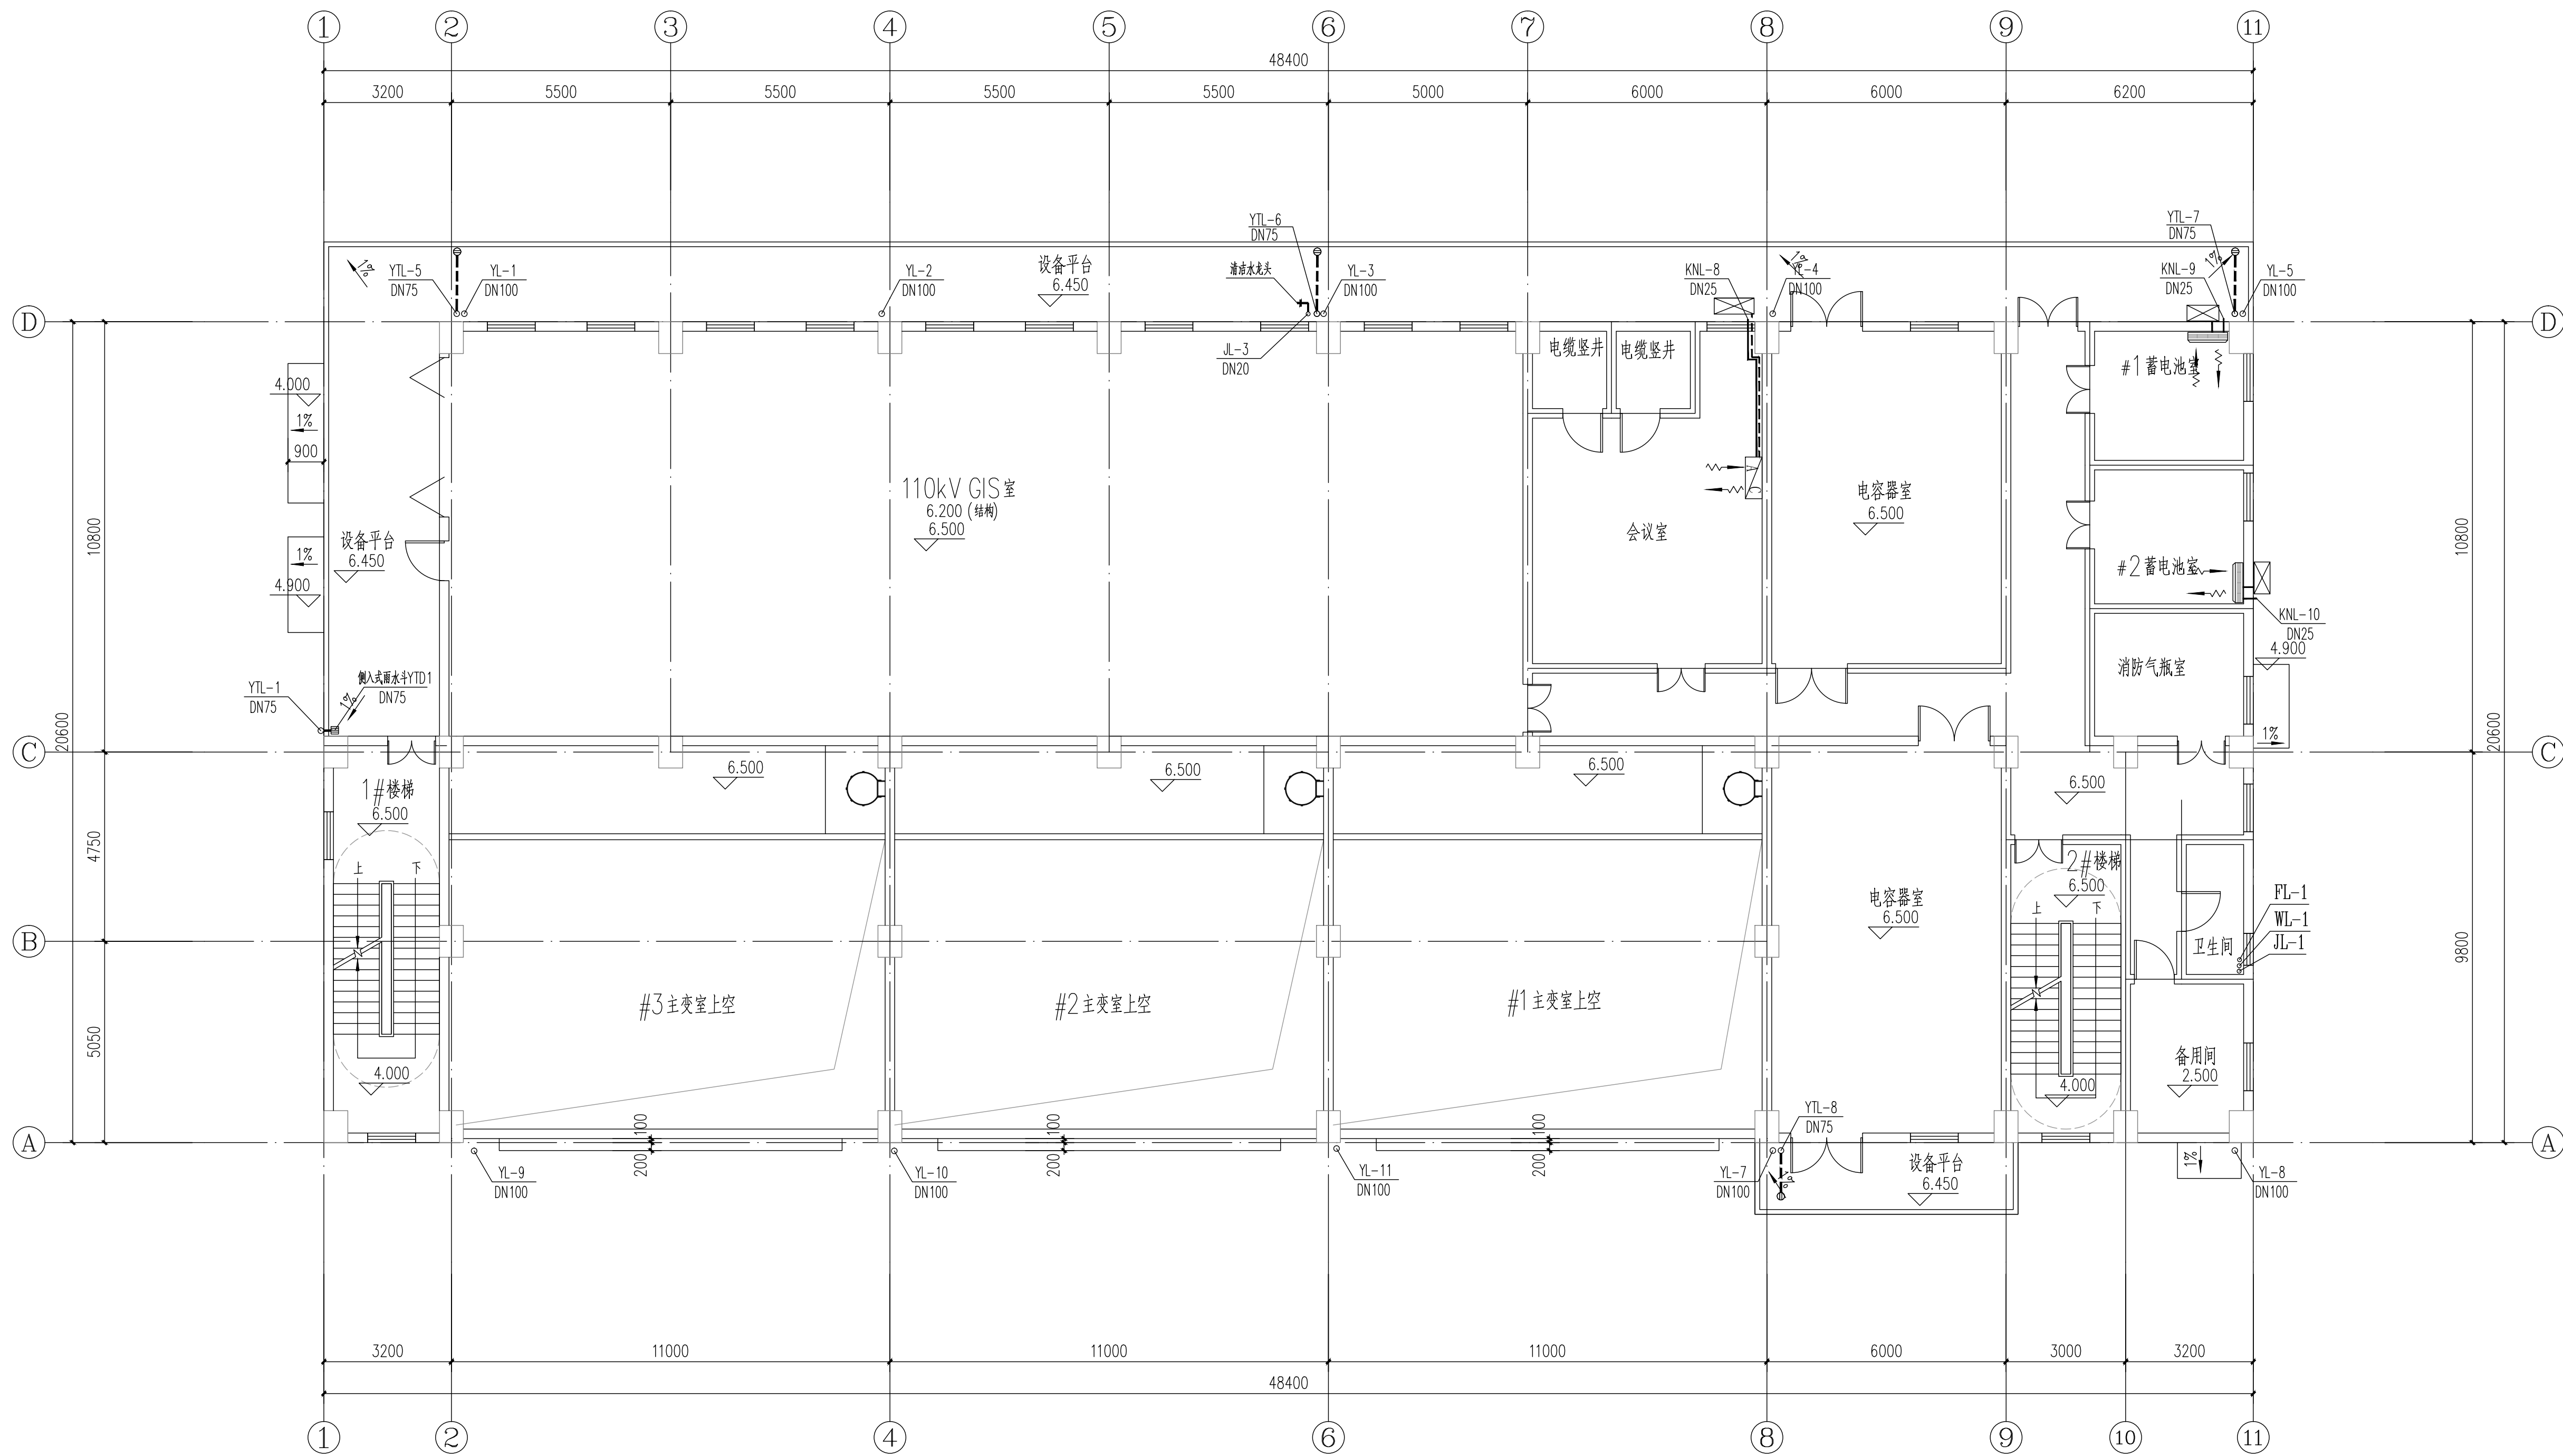 1 2 3 4 5 6 7 8 9 11
48400
3200 5500 5500 5500 5500 5000 6000 6000 6200
YTL-6
DN75
YTL-7
DN75
1%
YTL-5
DN75
YL-1
DN100
YL-2
DN100
设备平台
6.450
清洁水龙头
YL-3
DN100
KNL-8
DN25
1%
YL-4
DN100
KNL-9
DN25
1%
YL-5
DN100
D
D
JL-3
DN20
电缆竖井
电缆竖井
#1蓄电池室
4.000
1%
900
110kV GIS室
6.200 (结构)
6.500
A
C
电容器室
6.500
会议室
10800
10800
设备平台
6.450
1%
4.900
#2蓄电池室
KNL-10
DN25
4.900
消防气瓶室
侧入式雨水斗YTD1
DN75
1%
YTL-1
DN75
20600
20600
1%
C
C
6.500
6.500
6.500
6.500
1#楼梯
6.500
4750
上
下
2#楼梯
6.500
上
下
电容器室
6.500
FL-1
WL-1
JL-1
卫生间
B
9800
#3主变室上空
#2主变室上空
#1主变室上空
5050
4.000
备用间
2.500
4.000
YTL-8
DN75
A
A
100
200
100
200
100
200
YL-9
DN100
YL-10
DN100
YL-11
DN100
YL-7
DN100
1%
设备平台
6.450
1%
YL-8
DN100
3200 11000 11000 11000 6000 3000 3200
48400
1 2 4 6 8 9 10 11